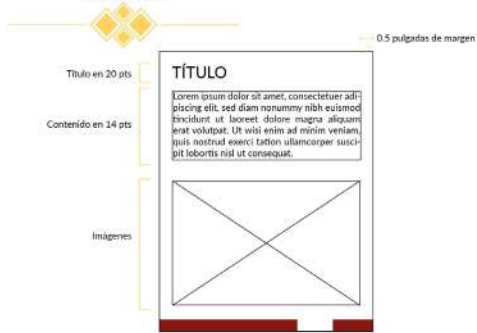 0.5 pulgadas de margen
Título en 20 pts
TÍTULO
Contenido en 14 pts
Lorem ipsum dolor sit amet, consectetuer adi-
piscing elit, sed diam nonummy nibh euismod
tincidunt ut laoreet dolore magna aliquam
erat volutpat. Ut wisi enim ad minim veniam,
quis nostrud exerci tation ullamcorper susci-
pit lobortis nisl ut consequat.
Imágenes